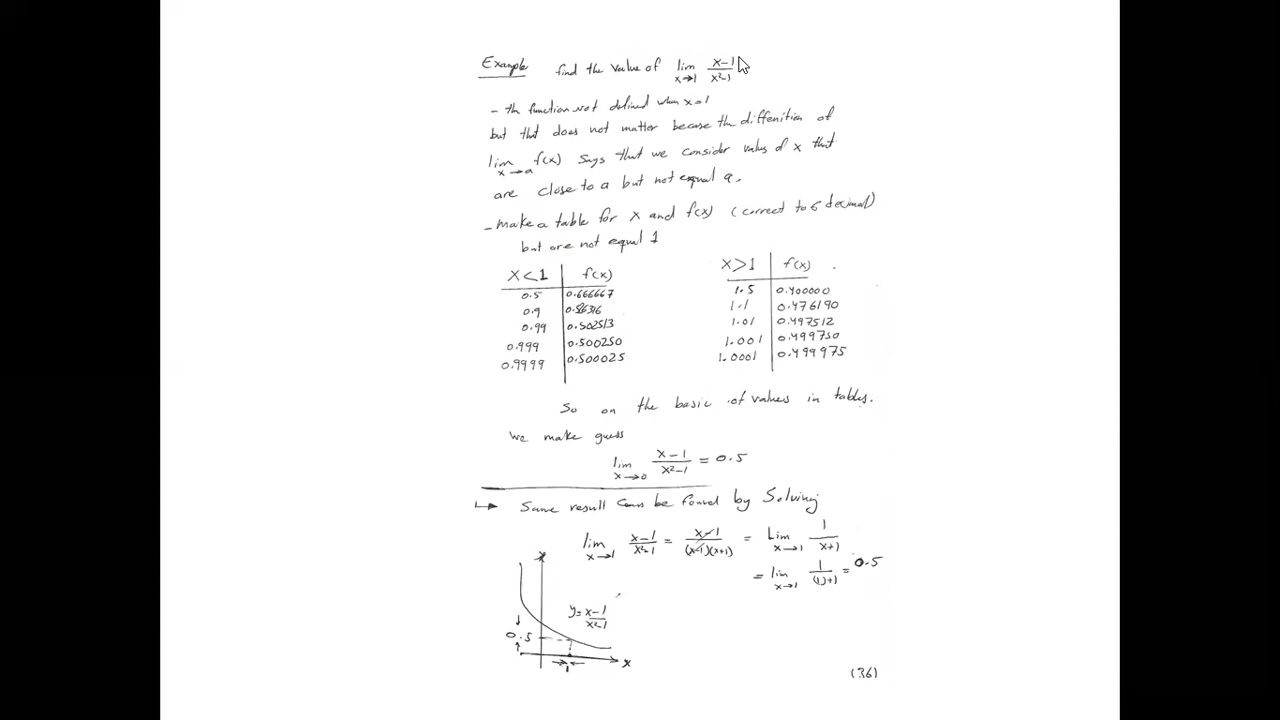 Example find the value of lim x→1 x-1/x²-1
- the function not defined when x=1
but that does not matter becase the diffenition of
lim x→a f(x) says that we consider value of x that
are close to a but not equal a.
- make a table for x and f(x) (correct to 6 decimal)
but are not equal 1
x<1 f(x)
0.5 0.666667
0.9 0.526316
0.99 0.502513
0.999 0.500250
0.9999 0.500025
x>1 f(x)
1.5 0.400000
1.1 0.476190
1.01 0.497512
1.001 0.499750
1.0001 0.499975
So on the basic of values in tables.
we make guess
lim x→0 x-1/x²-1 = 0.5
Same result can be found by Solving
lim x→1 x-1/x²-1 = x-1/(x-1)(x+1) = Lim x→1 1/x+1
= lim x→1 1/(1)+1 = 0.5
y=x-1/x²-1
0.5
1
x
(36)